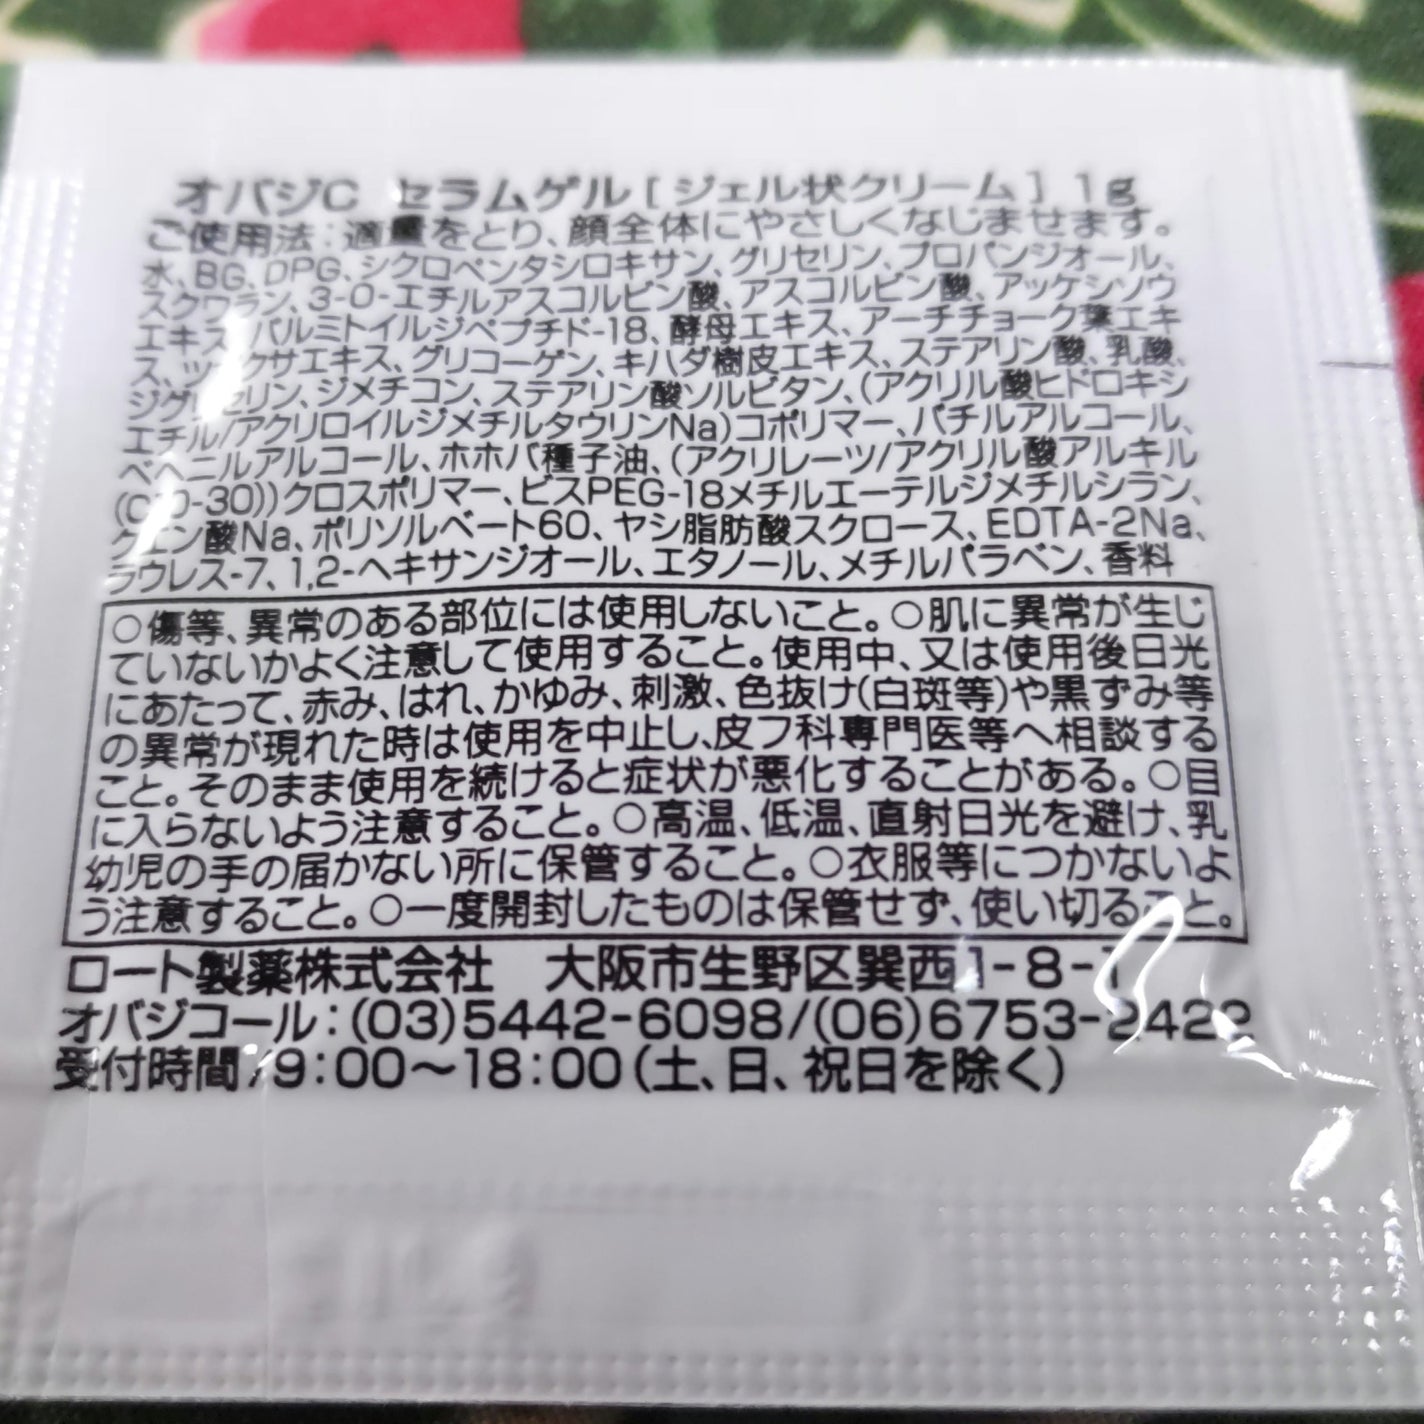 オバジC セラムゲル[ジェル状クリーム] 1g
ご使用法：適量をとり、顔全体にやさしくなじませます。
水、BG、DPG、シクロペンタシロキサン、グリセリン、プロパンジオール、
スクワラン、3-O-エチルアスコルビン酸、アスコルビン酸、アッケシソウ
エキス、パルミトイルジペプチド-18、酵母エキス、アーチチョーク葉エキ
ス、ツボクサエキス、グリコーゲン、キハダ樹皮エキス、ステアリン酸、乳酸、
ジグリセリン、ジメチコン、ステアリン酸ソルビタン、(アクリル酸ヒドロキシ
エチル/アクリロイルジメチルタウリンNa)コポリマー、バチルアルコール、
ベヘニルアルコール、ホホバ種子油、(アクリレーツ/アクリル酸アルキル
(C10-30))クロスポリマー、ビスPEG-18メチルエーテルジメチルシラン、
クエン酸Na、ポリソルベート60、ヤシ脂肪酸スクロース、EDTA-2Na、
ラウレス-7、1,2-ヘキサンジオール、エタノール、メチルパラベン、香料
○傷等、異常のある部位には使用しないこと。○肌に異常が生じ
ていないかよく注意して使用すること。使用中、又は使用後日光
にあたって、赤み、はれ、かゆみ、刺激、色抜け(白斑等)や黒ずみ等
の異常が現れた時は使用を中止し、皮フ科専門医等へ相談する
こと。そのまま使用を続けると症状が悪化することがある。○目
に入らないよう注意すること。○高温、低温、直射日光を避け、乳
幼児の手の届かない所に保管すること。○衣服等につかないよ
う注意すること。○一度開封したものは保管せず、使い切ること。
ロート製薬株式会社 大阪市生野区巽西1-8-1
オバジコール：(03)5442-6098/(06)6753-2422
受付時間/9：00～18：00(土、日、祝日を除く)